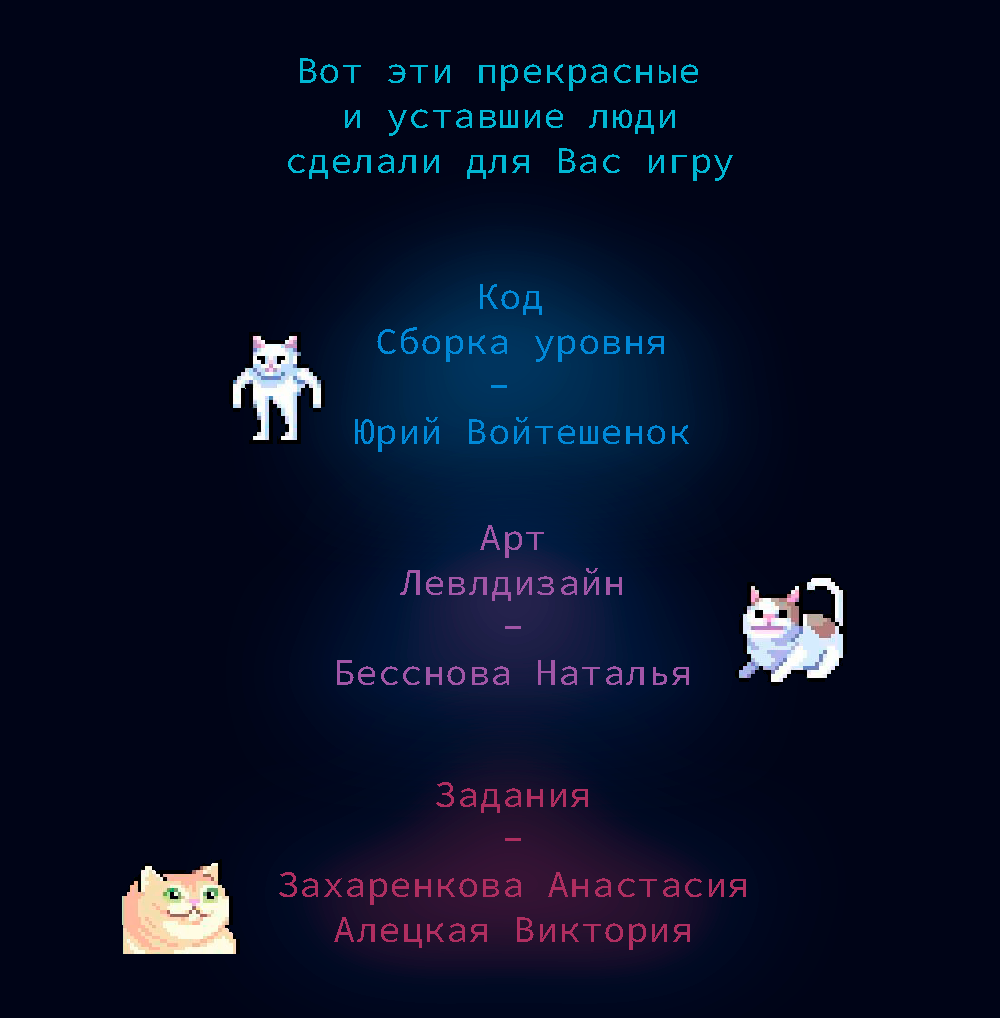 Вот эти прекрасные
и уставшие люди
сделали для Вас игру
Код
Сборка уровня
–
Юрий Войтешенок
Арт
Левлдизайн
–
Бесснова Наталья
Задания
–
Захаренкова Анастасия
Алецкая Виктория